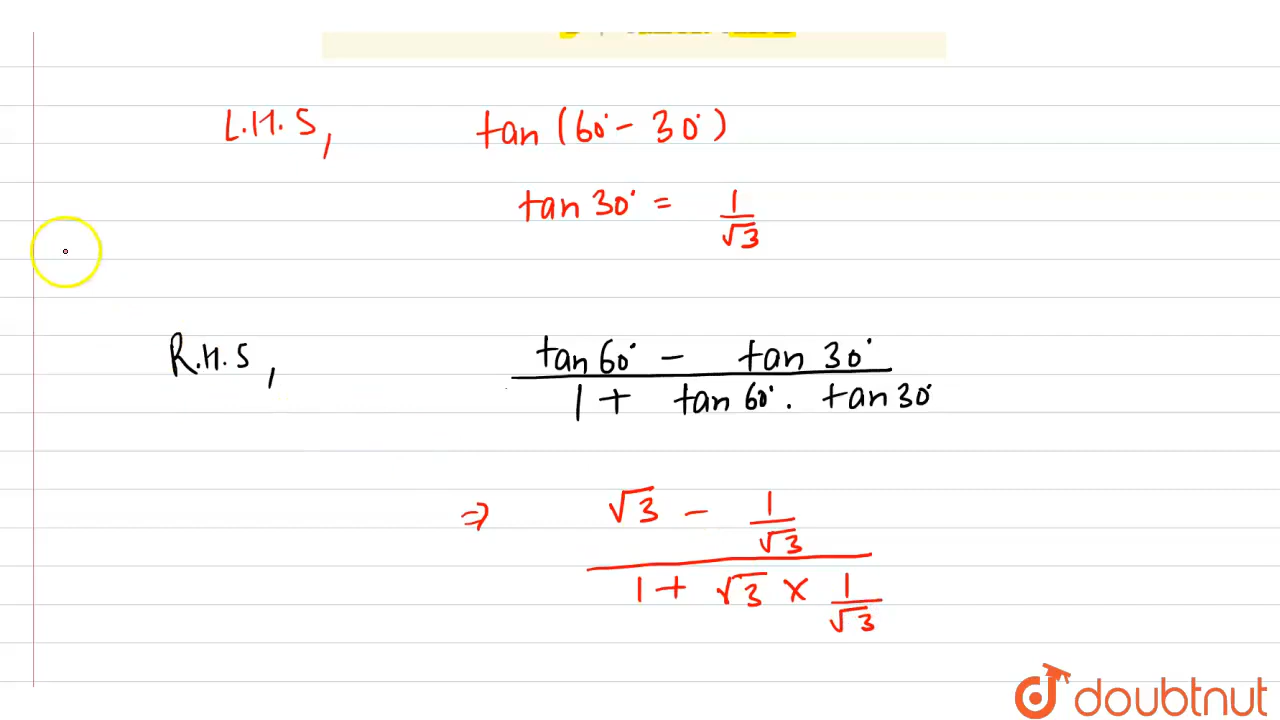 L.H.S, tan (60° - 30°)
tan 30° = 1/√3
R.H.S, tan 60° - tan 30°
1 + tan 60° . tan 30°
⇒ √3 - 1/√3
1 + √3 × 1/√3
doubtnut